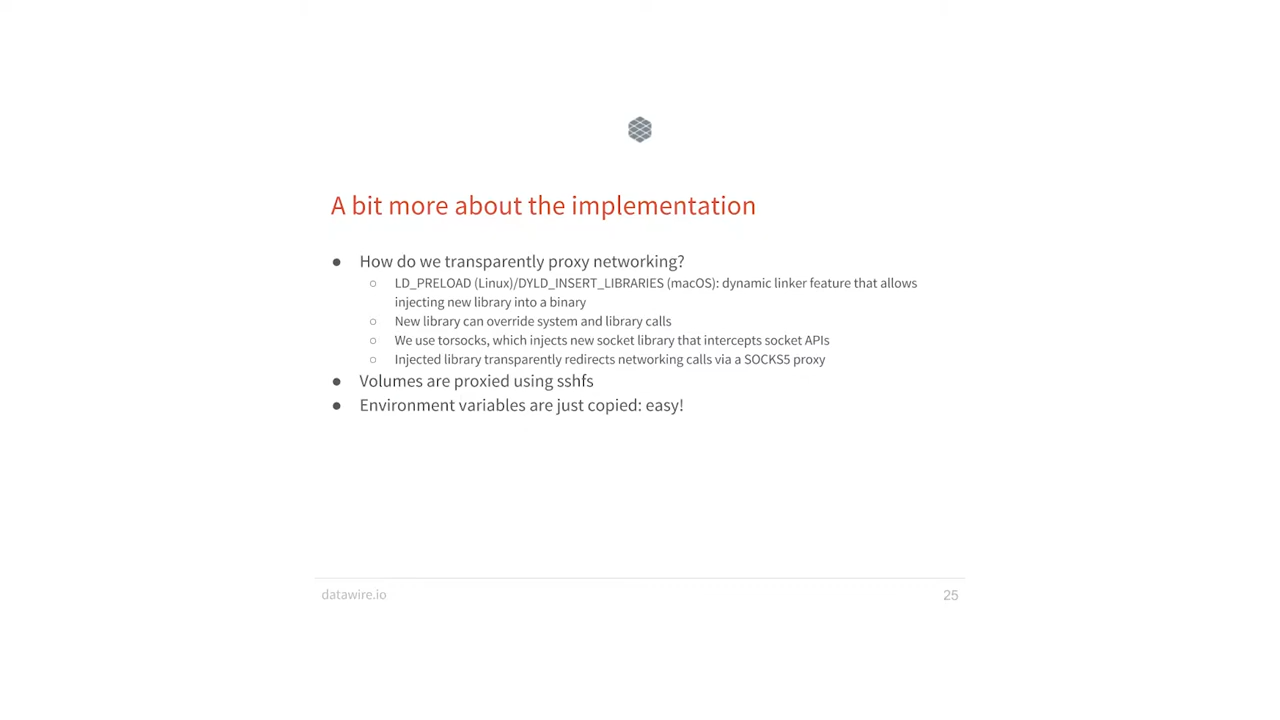 A bit more about the implementation
● How do we transparently proxy networking?
○ LD_PRELOAD (Linux)/DYLD_INSERT_LIBRARIES (macOS): dynamic linker feature that allows
injecting new library into a binary
○ New library can override system and library calls
○ We use torsocks, which injects new socket library that intercepts socket APIs
○ Injected library transparently redirects networking calls via a SOCKS5 proxy
● Volumes are proxied using sshfs
● Environment variables are just copied: easy!
datawire.io
25